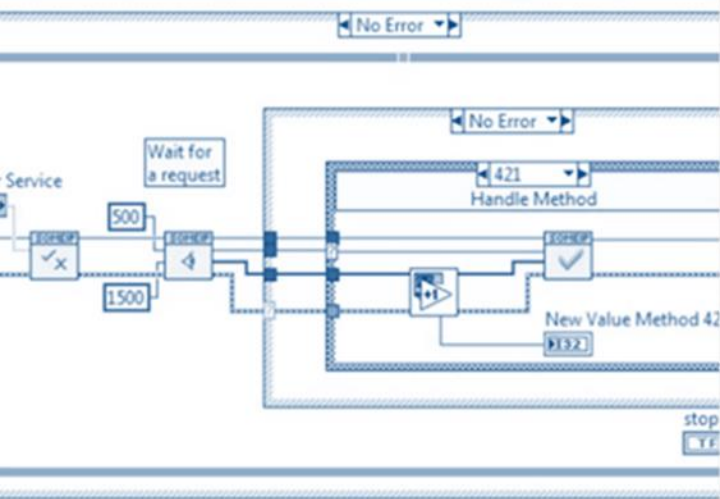 No Error
No Error
Wait for
a request
421
Service
Handle Method
500
1500
New Value Method 42
I32
stop
TF